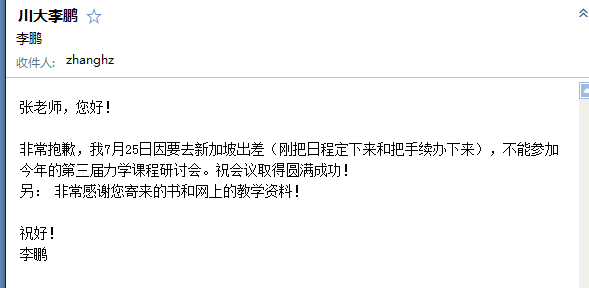 川大李鹏
李鹏
收件人: zhanghz
张老师，您好！
非常抱歉，我7月25日因要去新加坡出差（刚把日程定下来和把手续办下来），不能参加
今年的第三届力学课程研讨会。祝会议取得圆满成功！
另： 非常感谢您寄来的书和网上的教学资料！
祝好！
李鹏